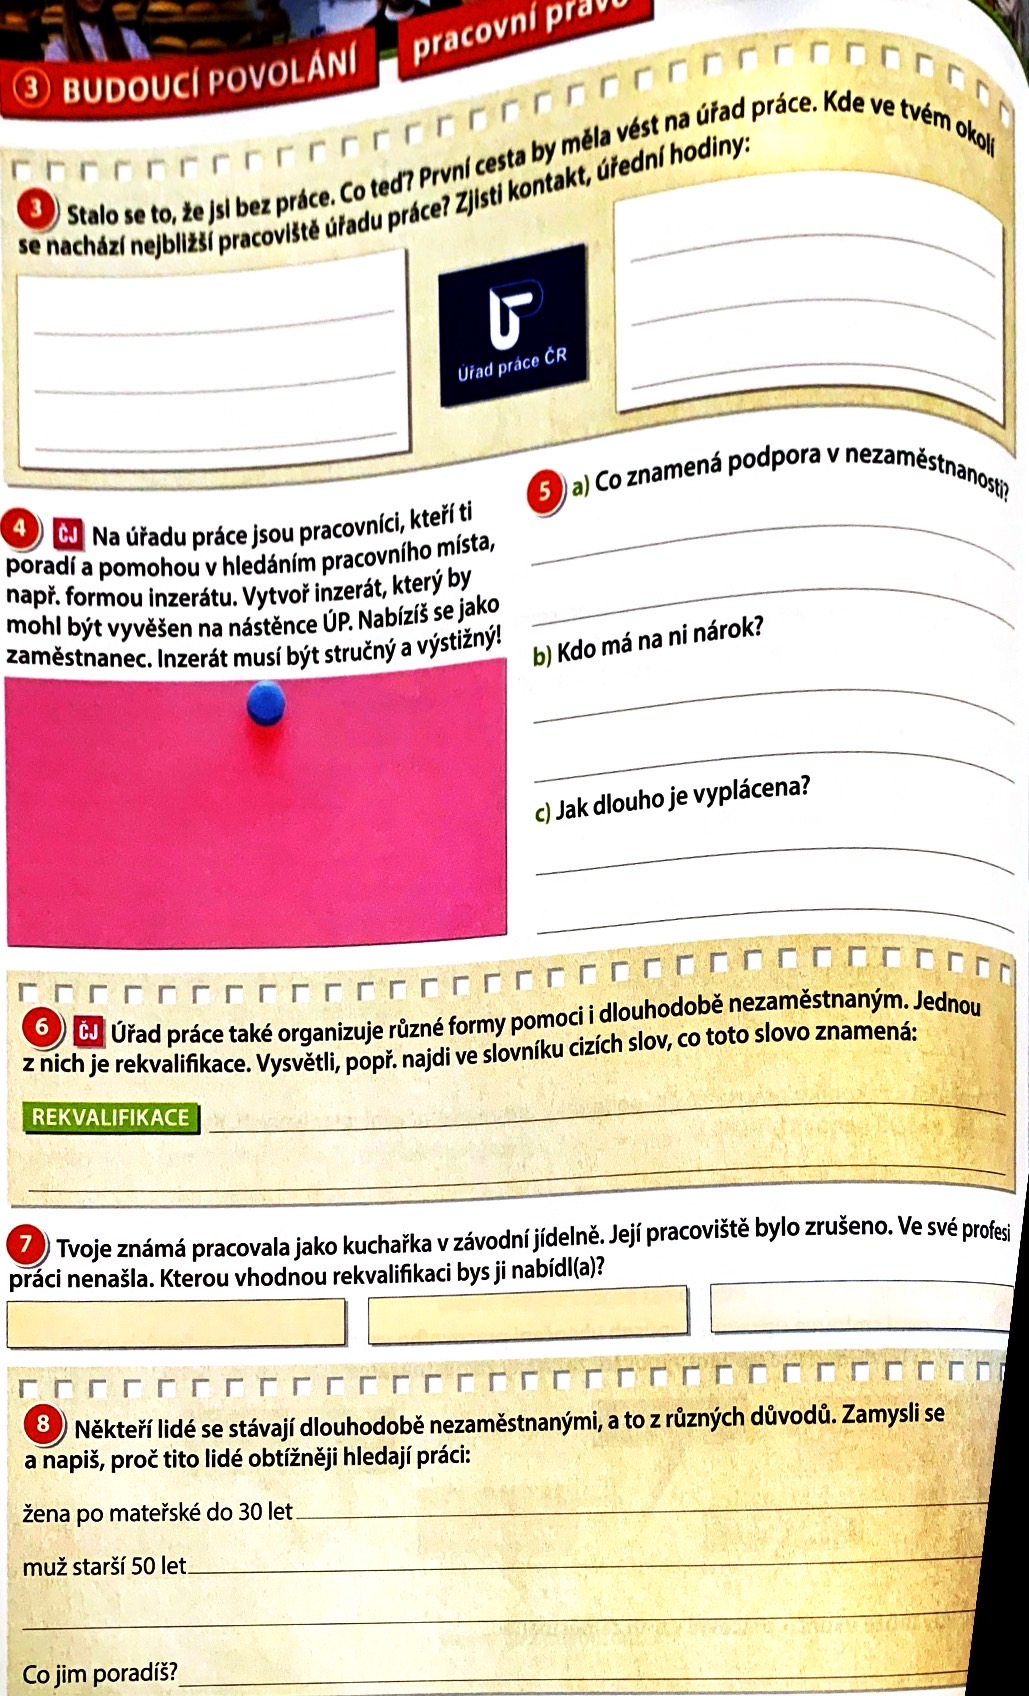 3 BUDOUCÍ POVOLÁNÍ
pracovní právo
3 Stalo se to, že jsi bez práce. Co teď? První cesta by měla vést na úřad práce. Kde ve tvém okolí
se nachází nejbližší pracoviště úřadu práce? Zjisti kontakt, úřední hodiny:
Úřad práce ČR
4 ČJ Na úřadu práce jsou pracovníci, kteří ti
poradí a pomohou v hledáním pracovního místa,
např. formou inzerátu. Vytvoř inzerát, který by
mohl být vyvěšen na nástěnce ÚP. Nabízíš se jako
zaměstnanec. Inzerát musí být stručný a výstižný!
5 a) Co znamená podpora v nezaměstnanosti?
b) Kdo má na ni nárok?
c) Jak dlouho je vyplácena?
6 ČJ Úřad práce také organizuje různé formy pomoci i dlouhodobě nezaměstnaným. Jednou
z nich je rekvalifikace. Vysvětli, popř. najdi ve slovníku cizích slov, co toto slovo znamená:
REKVALIFIKACE
7 Tvoje známá pracovala jako kuchařka v závodní jídelně. Její pracoviště bylo zrušeno. Ve své profesi
práci nenašla. Kterou vhodnou rekvalifikaci bys ji nabídl(a)?
8 Někteří lidé se stávají dlouhodobě nezaměstnanými, a to z různých důvodů. Zamysli se
a napiš, proč tito lidé obtížněji hledají práci:
žena po mateřské do 30 let
muž starší 50 let
Co jim poradíš?